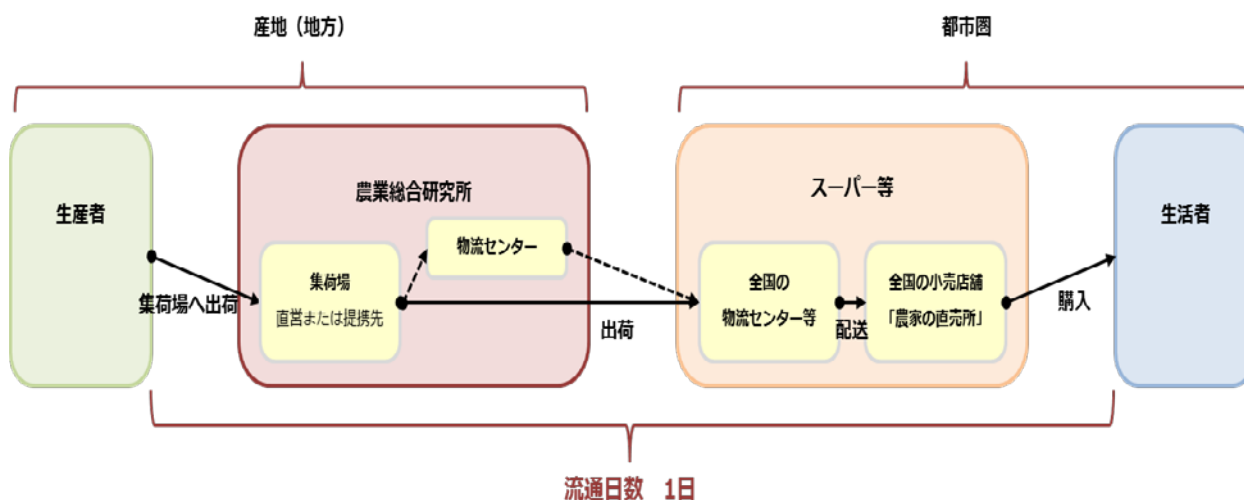 産地（地方）
都市圏
生産者
農業総合研究所
物流センター
集荷場
直営または提携先
集荷場へ出荷
出荷
スーパー等
全国の
物流センター等
配送
全国の小売店舗
「農家の直売所」
購入
生活者
流通日数　1日